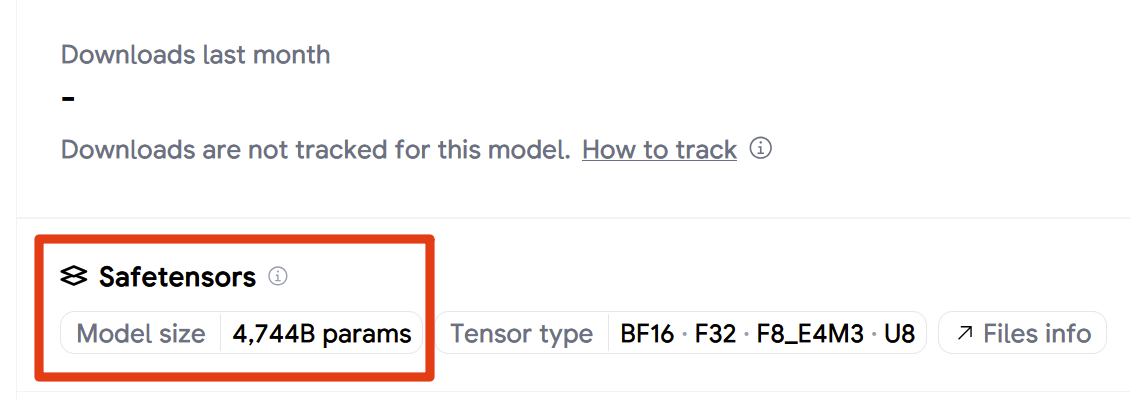 Downloads last month
-
Downloads are not tracked for this model. How to track
Safetensors
Model size 4,744B params Tensor type BF16 · F32 · F8_E4M3 · U8 Files info